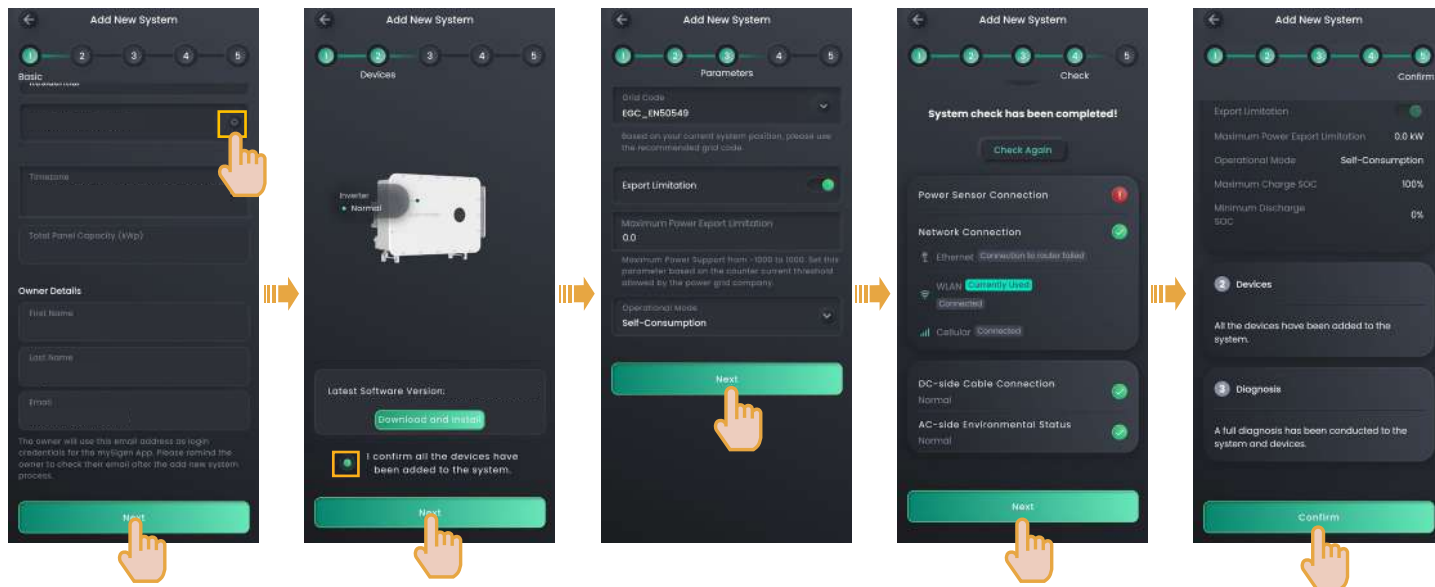 Add New System
1 2 3 4 5
Basic
Residential
Timezone
Total Panel Capacity (kWp)
Owner Details
First Name
Last Name
Email
The owner will use this email address as login
credentials for the mySigen App. Please remind the
owner to check their email after the add new system
process.
Next
Add New System
1 2 3 4 5
Devices
Inverter
Normal
Latest Software Version:
Download and Install
I confirm all the devices have
been added to the system.
Next
Add New System
1 2 3 4 5
Parameters
Grid Code
EGC_EN50549
Based on your current system position, please use
the recommended grid code.
Export Limitation
Maximum Power Export Limitation
0.0
Maximum Power Support from -1000 to 1000. Set this
parameter based on the counter current threshold
allowed by the power grid company.
Operational Mode
Self-Consumption
Next
Add New System
1 2 3 4 5
Check
System check has been completed!
Check Again
Power Sensor Connection
Network Connection
Ethernet Connection to router failed
WLAN Currently Used
Connected
Cellular Connected
DC-side Cable Connection
Normal
AC-side Environmental Status
Normal
Next
Add New System
1 2 3 4 5
Confirm
Export Limitation
Maximum Power Export Limitation 0.0 kW
Operational Mode Self-Consumption
Maximum Charge SOC 100%
Minimum Discharge
SOC 0%
2 Devices
All the devices have been added to the
system.
3 Diagnosis
A full diagnosis has been conducted to the
system and devices.
Confirm